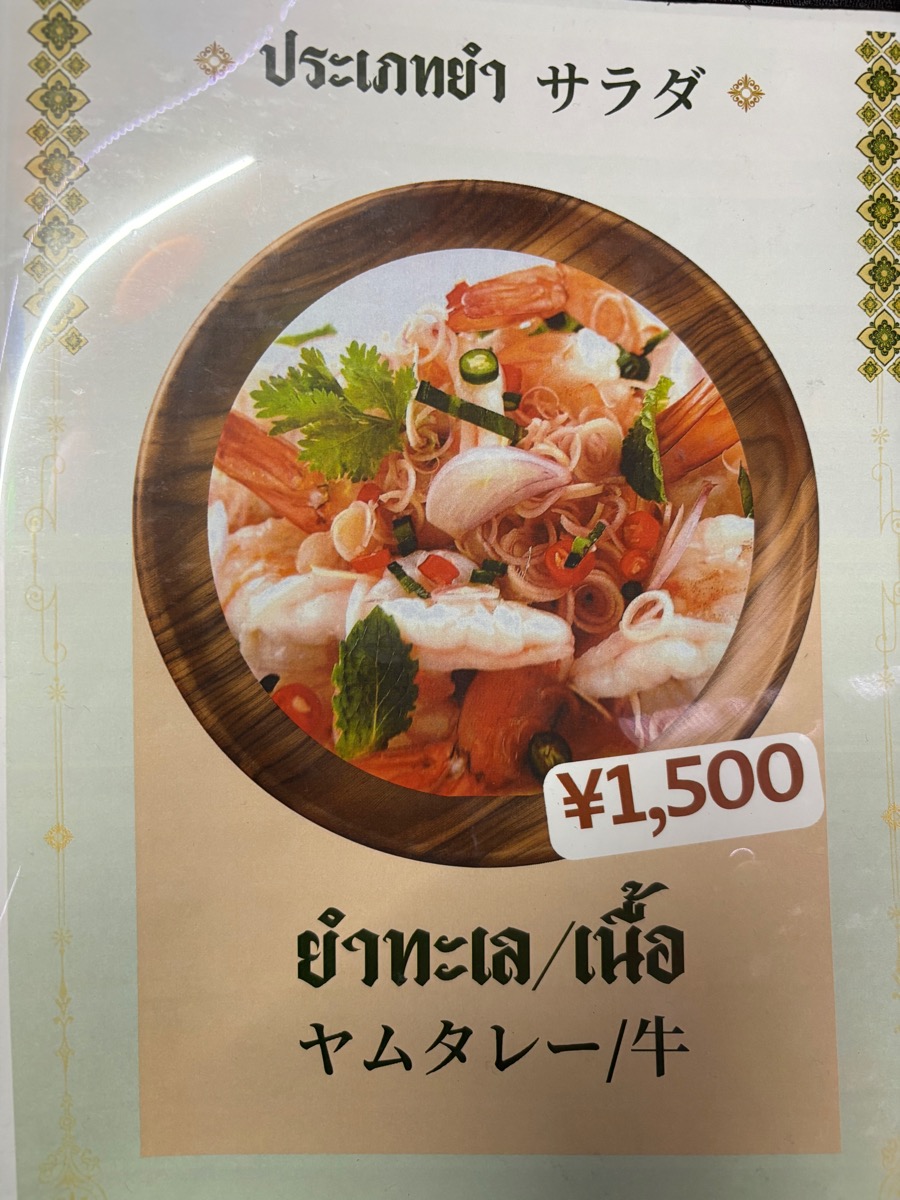 ประเภทยำ サラダ
¥1,500
ยำทะเล/เนื้อ
ヤムタレー/牛